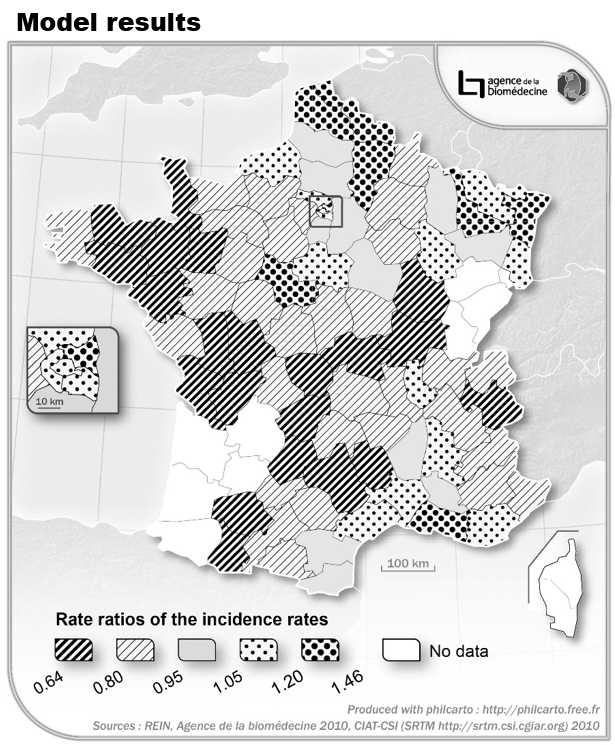 Model results
agence de la
biomédecine
10 km
100 km
Rate ratios of the incidence rates
No data
0.64 0.80 0.95 1.05 1.20 1.46
Produced with philcarto : http://philcarto.free.fr
Sources : REIN, Agence de la biomédecine 2010, CIAT-CSI (SRTM http://srtm.csi.cgiar.org) 2010